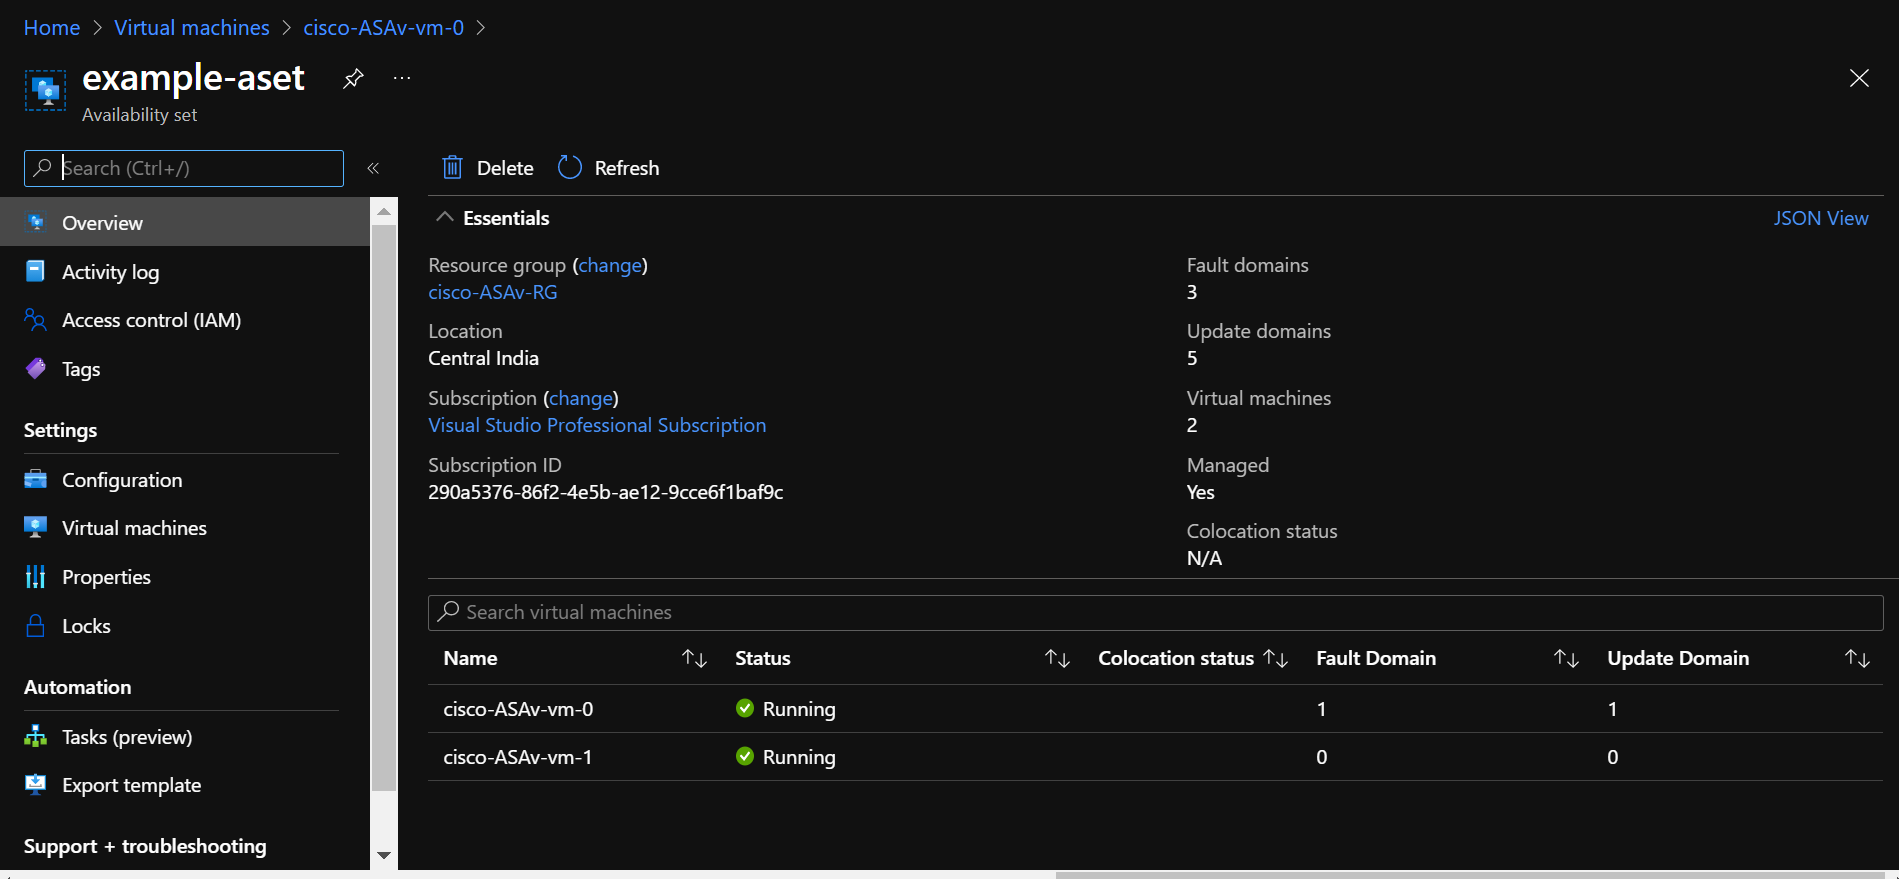 Home > Virtual machines > cisco-ASAv-vm-0 >
example-aset
...
Availability set
Search (Ctrl+/)
«
Overview
Activity log
Access control (IAM)
Tags
Settings
Configuration
Virtual machines
Properties
Locks
Automation
Tasks (preview)
Export template
Support + troubleshooting
Delete Refresh
Essentials JSON View
Resource group (change)
cisco-ASAv-RG
Location
Central India
Subscription (change)
Visual Studio Professional Subscription
Subscription ID
290a5376-86f2-4e5b-ae12-9cce6f1baf9c
Fault domains
3
Update domains
5
Virtual machines
2
Managed
Yes
Colocation status
N/A
Search virtual machines
Name ↑↓ Status ↑↓ Colocation status ↑↓ Fault Domain ↑↓ Update Domain ↑↓
cisco-ASAv-vm-0 Running 1 1
cisco-ASAv-vm-1 Running 0 0